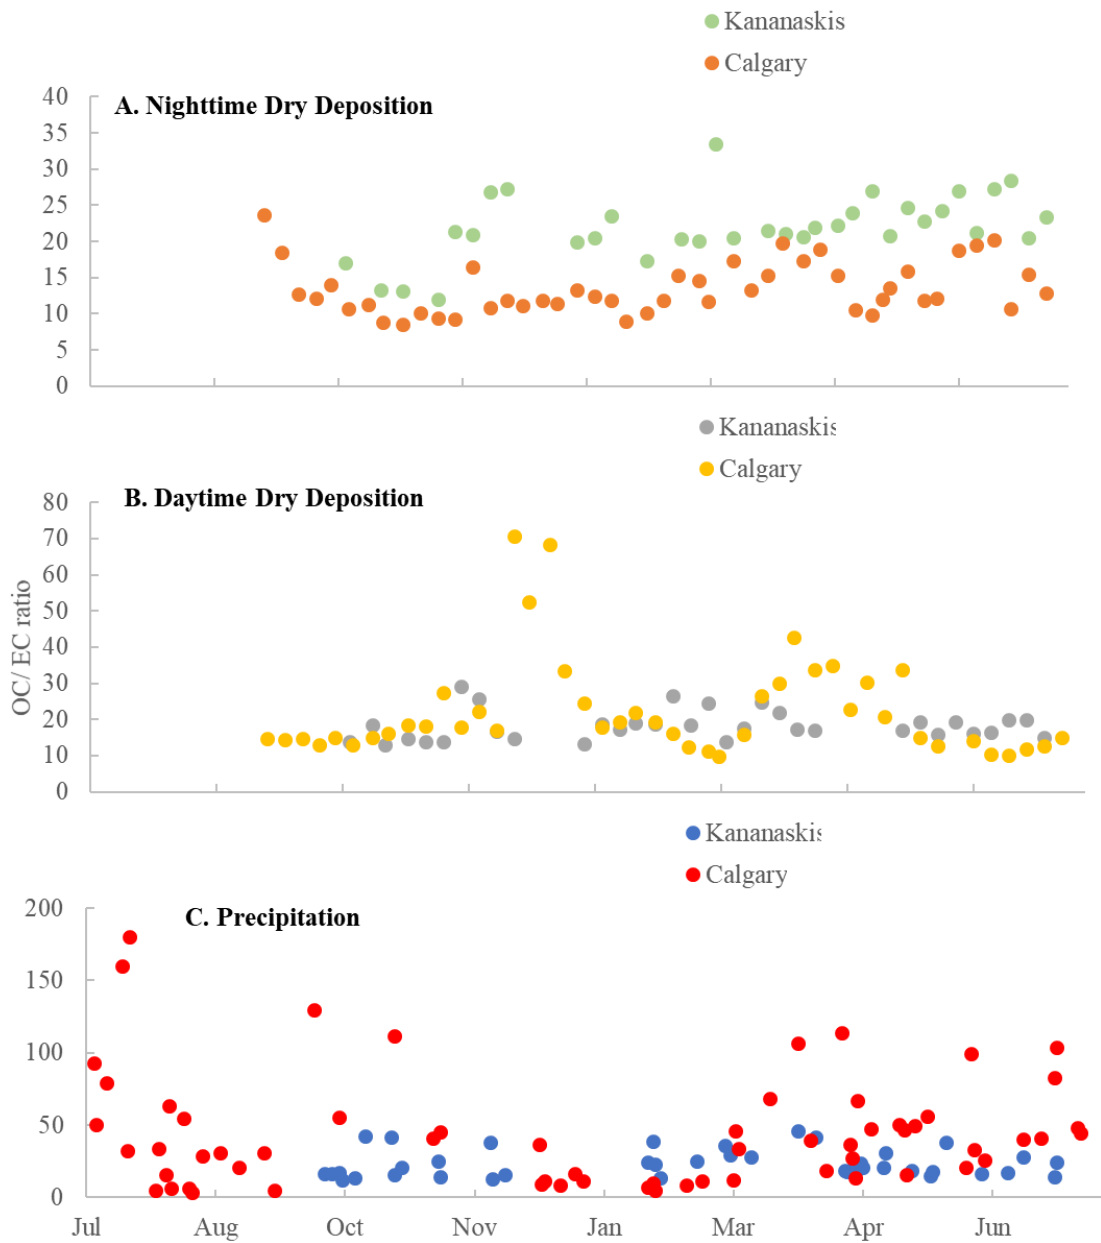 Kananaskis
Calgary
A. Nighttime Dry Deposition
40
35
30
25
20
15
10
5
0
Kananaskis
Calgary
B. Daytime Dry Deposition
80
70
60
50
40
30
20
10
0
OC/ EC ratio
Kananaskis
Calgary
C. Precipitation
200
150
100
50
0
Jul Aug Oct Nov Jan Mar Apr Jun